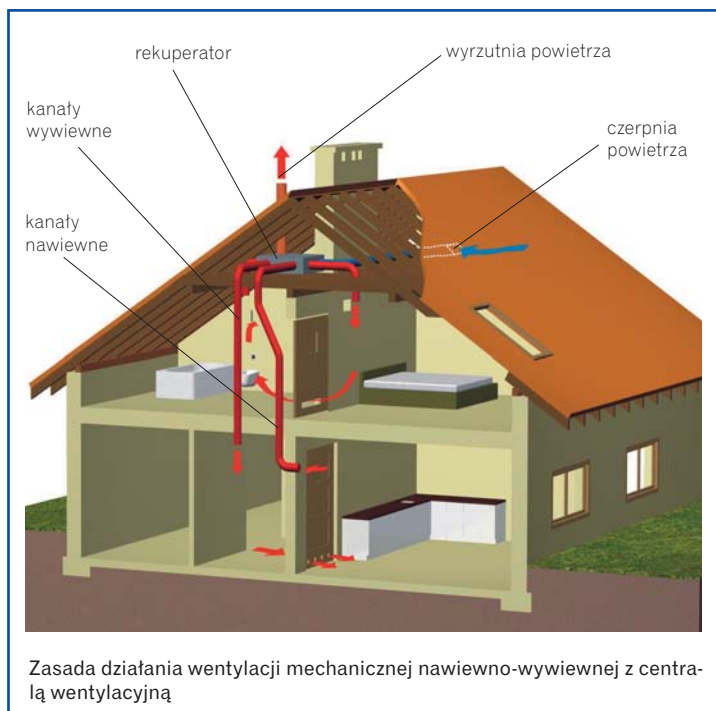 rekuperator
wyrzutnia powietrza
kanały
wywiewne
czerpnia
powietrza
kanały
nawiewne
Zasada działania wentylacji mechanicznej nawiewno-wywiewnej z centra-
lą wentylacyjną